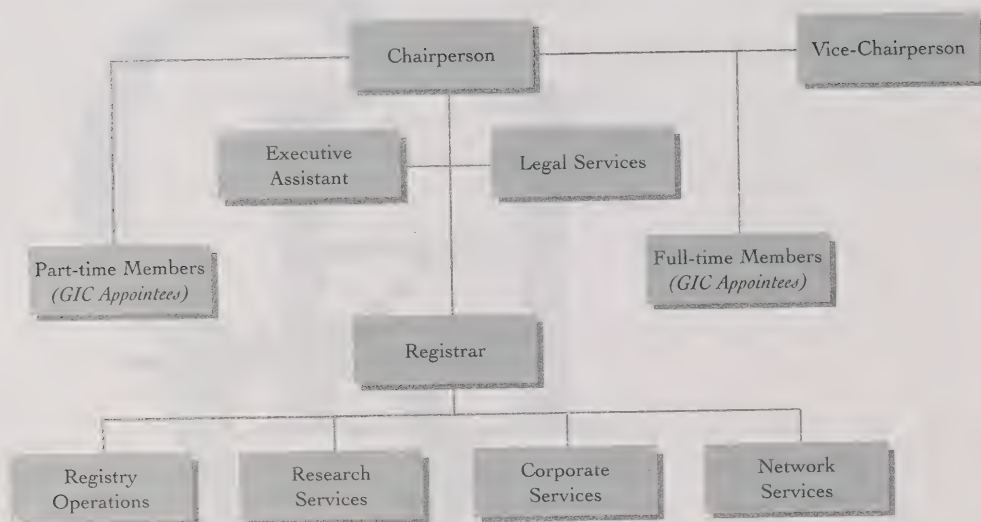 Chairperson
Vice-Chairperson
Executive
Assistant
Legal Services
Part-time Members
(GIC Appointees)
Full-time Members
(GIC Appointees)
Registrar
Registry
Operations
Research
Services
Corporate
Services
Network
Services